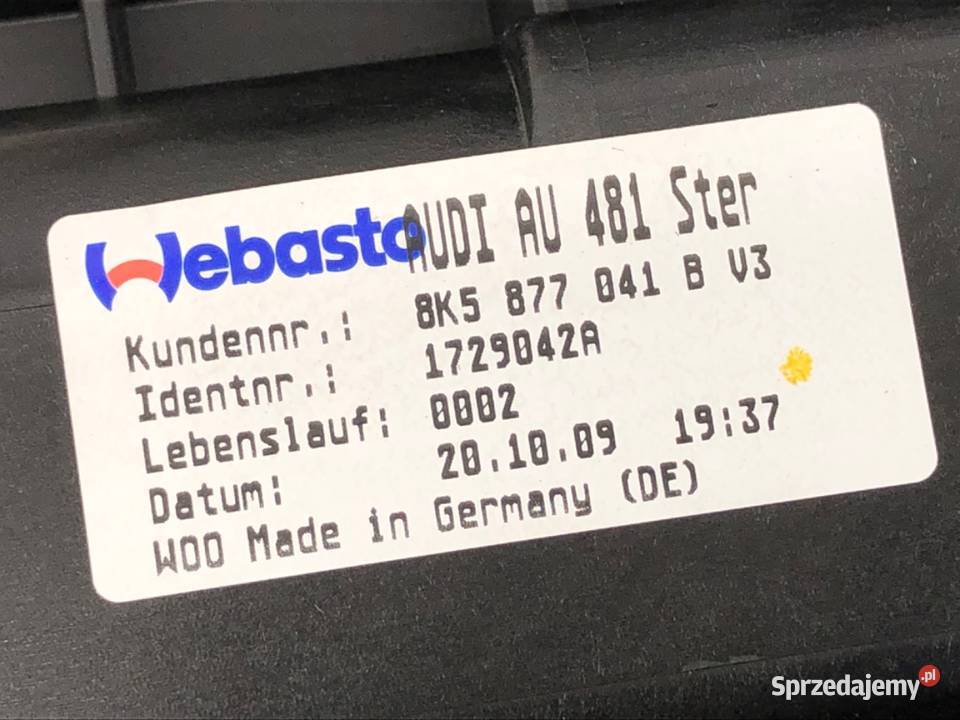 Webasto AUDI AU 481 Ster
Kundennr.: 8K5 877 041 B V3
Identnr.: 1729042A
Lebenslauf: 0002
Datum: 20.10.09 19:37
WOO Made in Germany (DE)
Sprzedajemy.pl